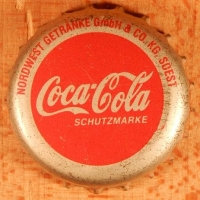 NORDWEST GETRÄNKE GmbH & CO. KG, SOEST
Coca-Cola
SCHUTZMARKE